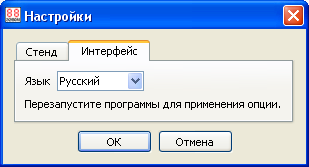 Настройки
Стенд Интерфейс
Язык Русский
Перезапустите программы для применения опции.
OK Отмена